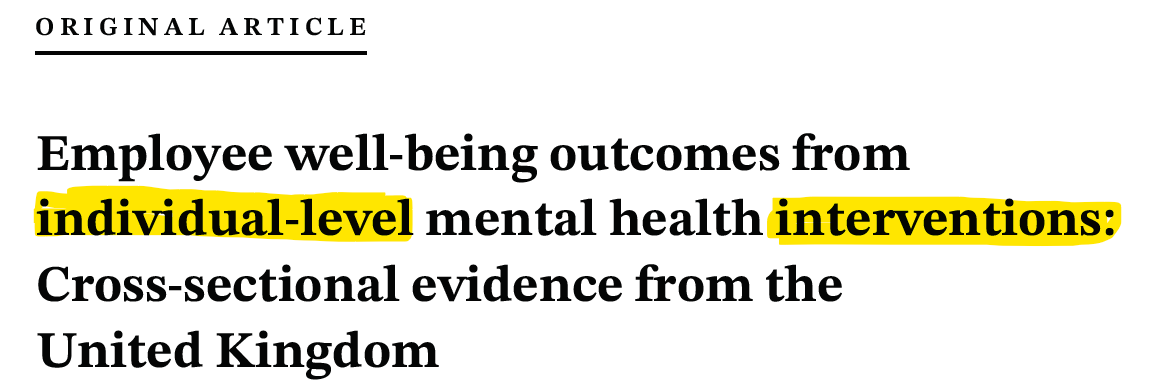 ORIGINAL ARTICLE
Employee well-being outcomes from
individual-level mental health interventions:
Cross-sectional evidence from the
United Kingdom